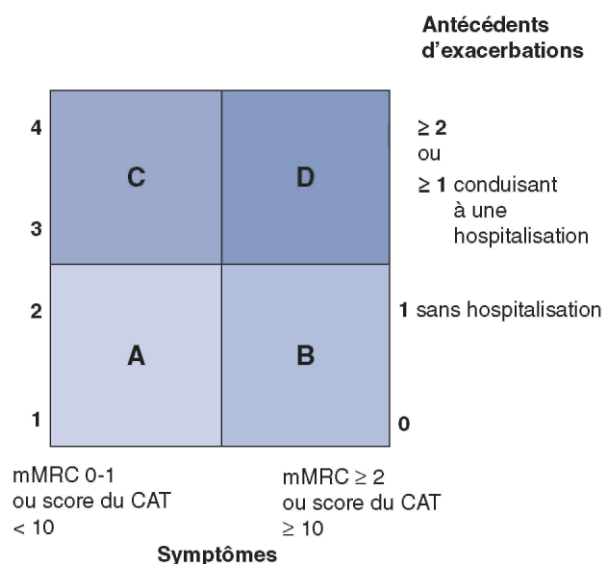 Antécédents
d'exacerbations
4
≥ 2
ou
C
D
≥ 1 conduisant
à une
hospitalisation
3
2
1 sans hospitalisation
A
B
1
0
mMRC 0-1
ou score du CAT
< 10
mMRC ≥ 2
ou score du CAT
≥ 10
Symptômes